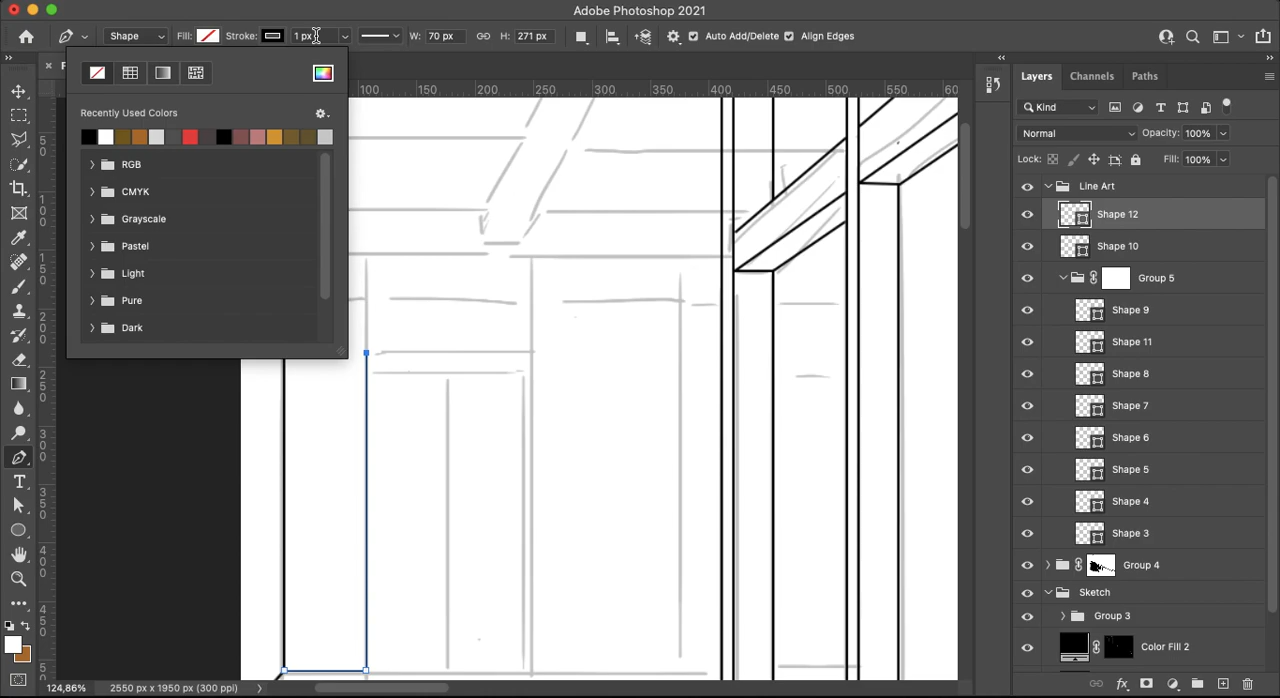 Adobe Photoshop 2021
Shape
Fill:
Stroke:
1 px
W:
70 px
H:
271 px
Auto Add/Delete
Align Edges
Recently Used Colors
RGB
CMYK
Grayscale
Pastel
Light
Pure
Dark
100
150
200
250
300
350
400
450
500
550
Layers
Channels
Paths
Kind
Normal
Opacity:
100%
Lock:
Fill:
100%
Line Art
Shape 12
Shape 10
Group 5
Shape 9
Shape 11
Shape 8
Shape 7
Shape 6
Shape 5
Shape 4
Shape 3
Group 4
Sketch
Group 3
Color Fill 2
124,86%
2550 px x 1950 px (300 ppi)